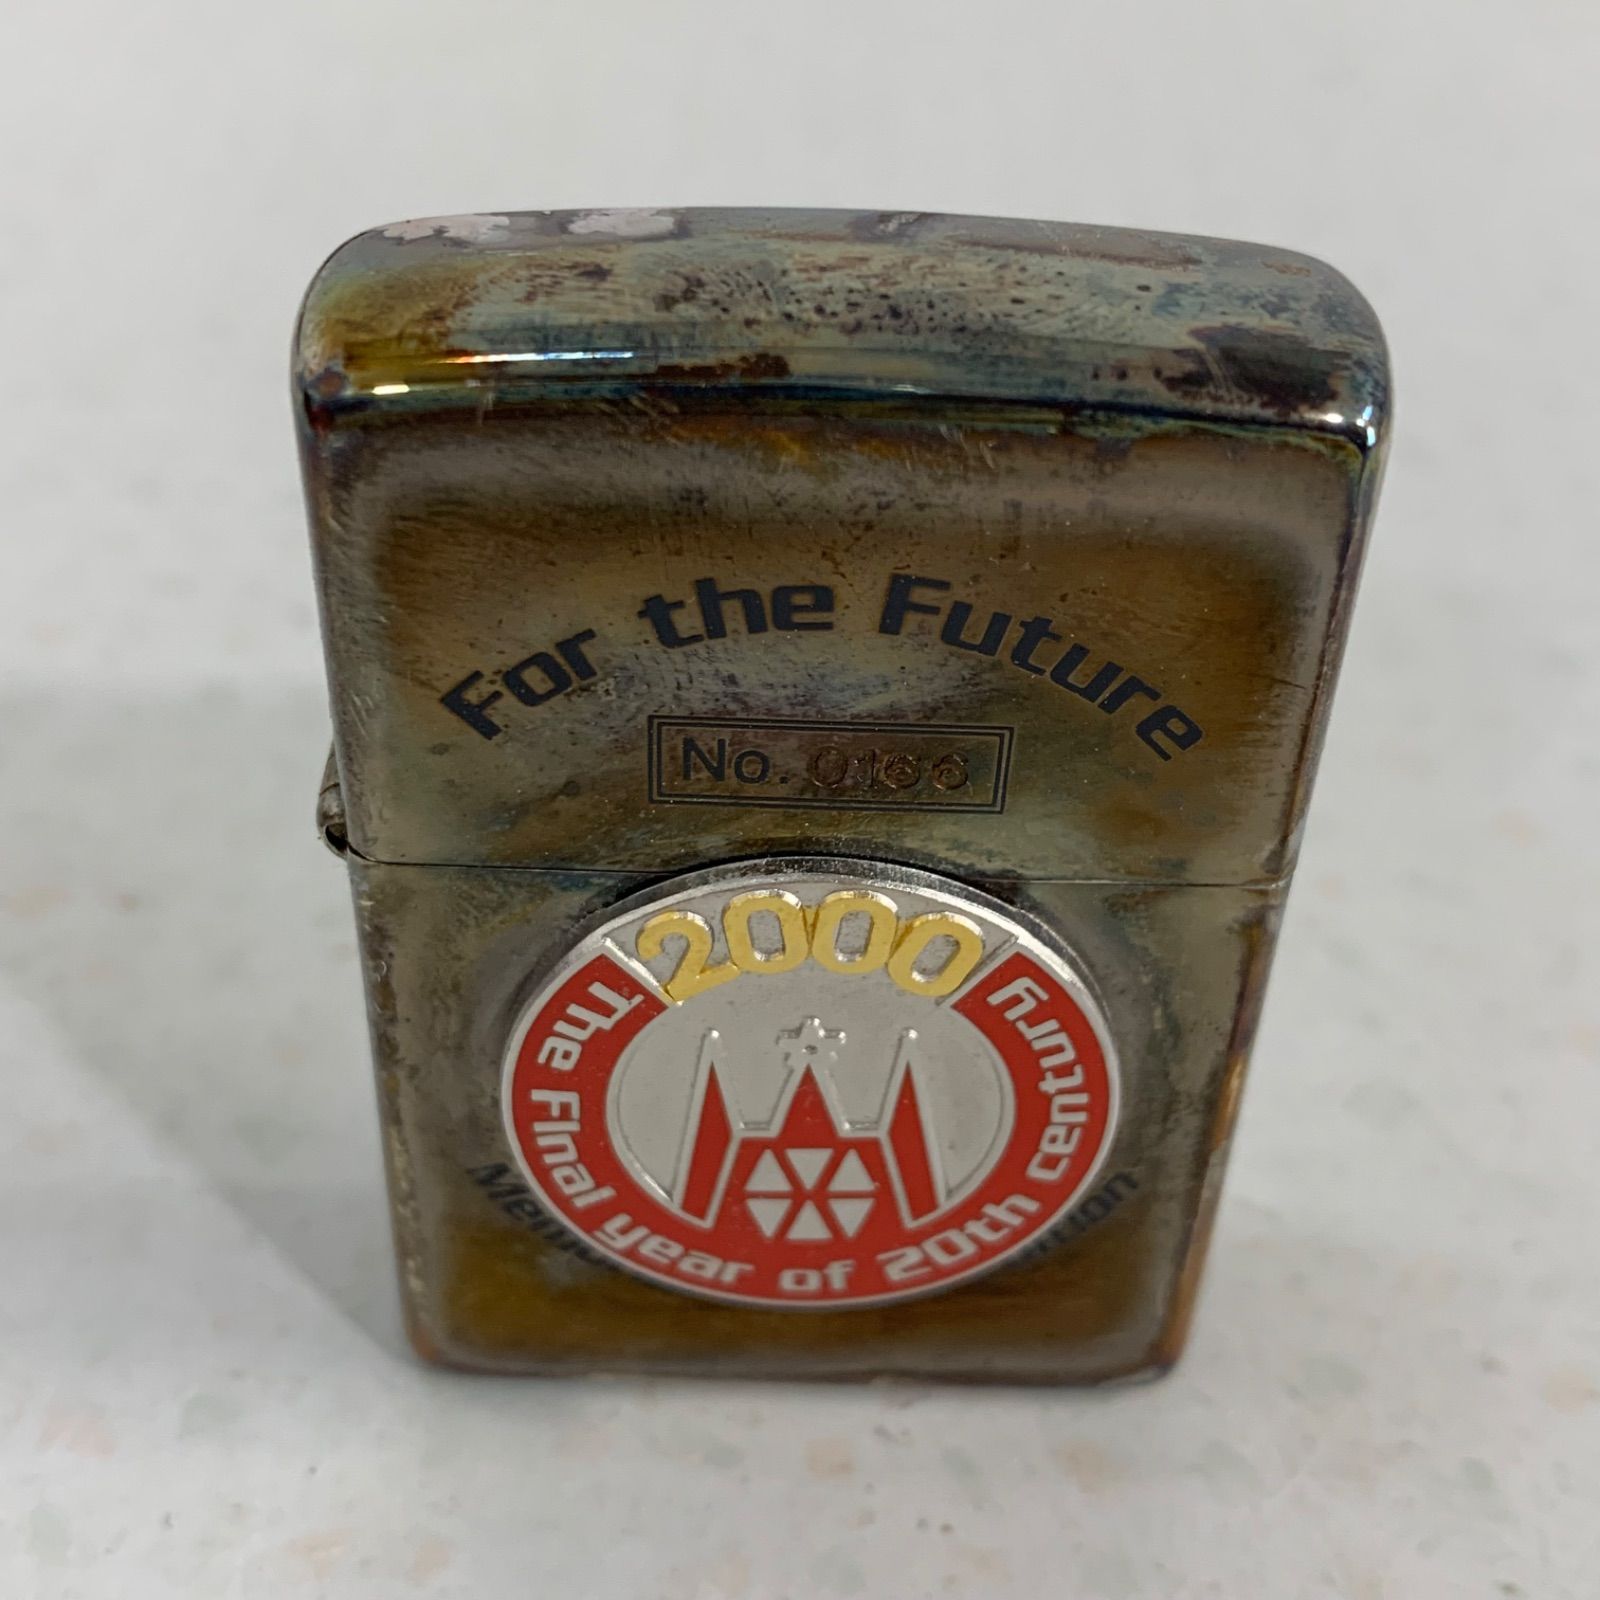 For the Future
No. 0166
2000
The Final year of 20th century